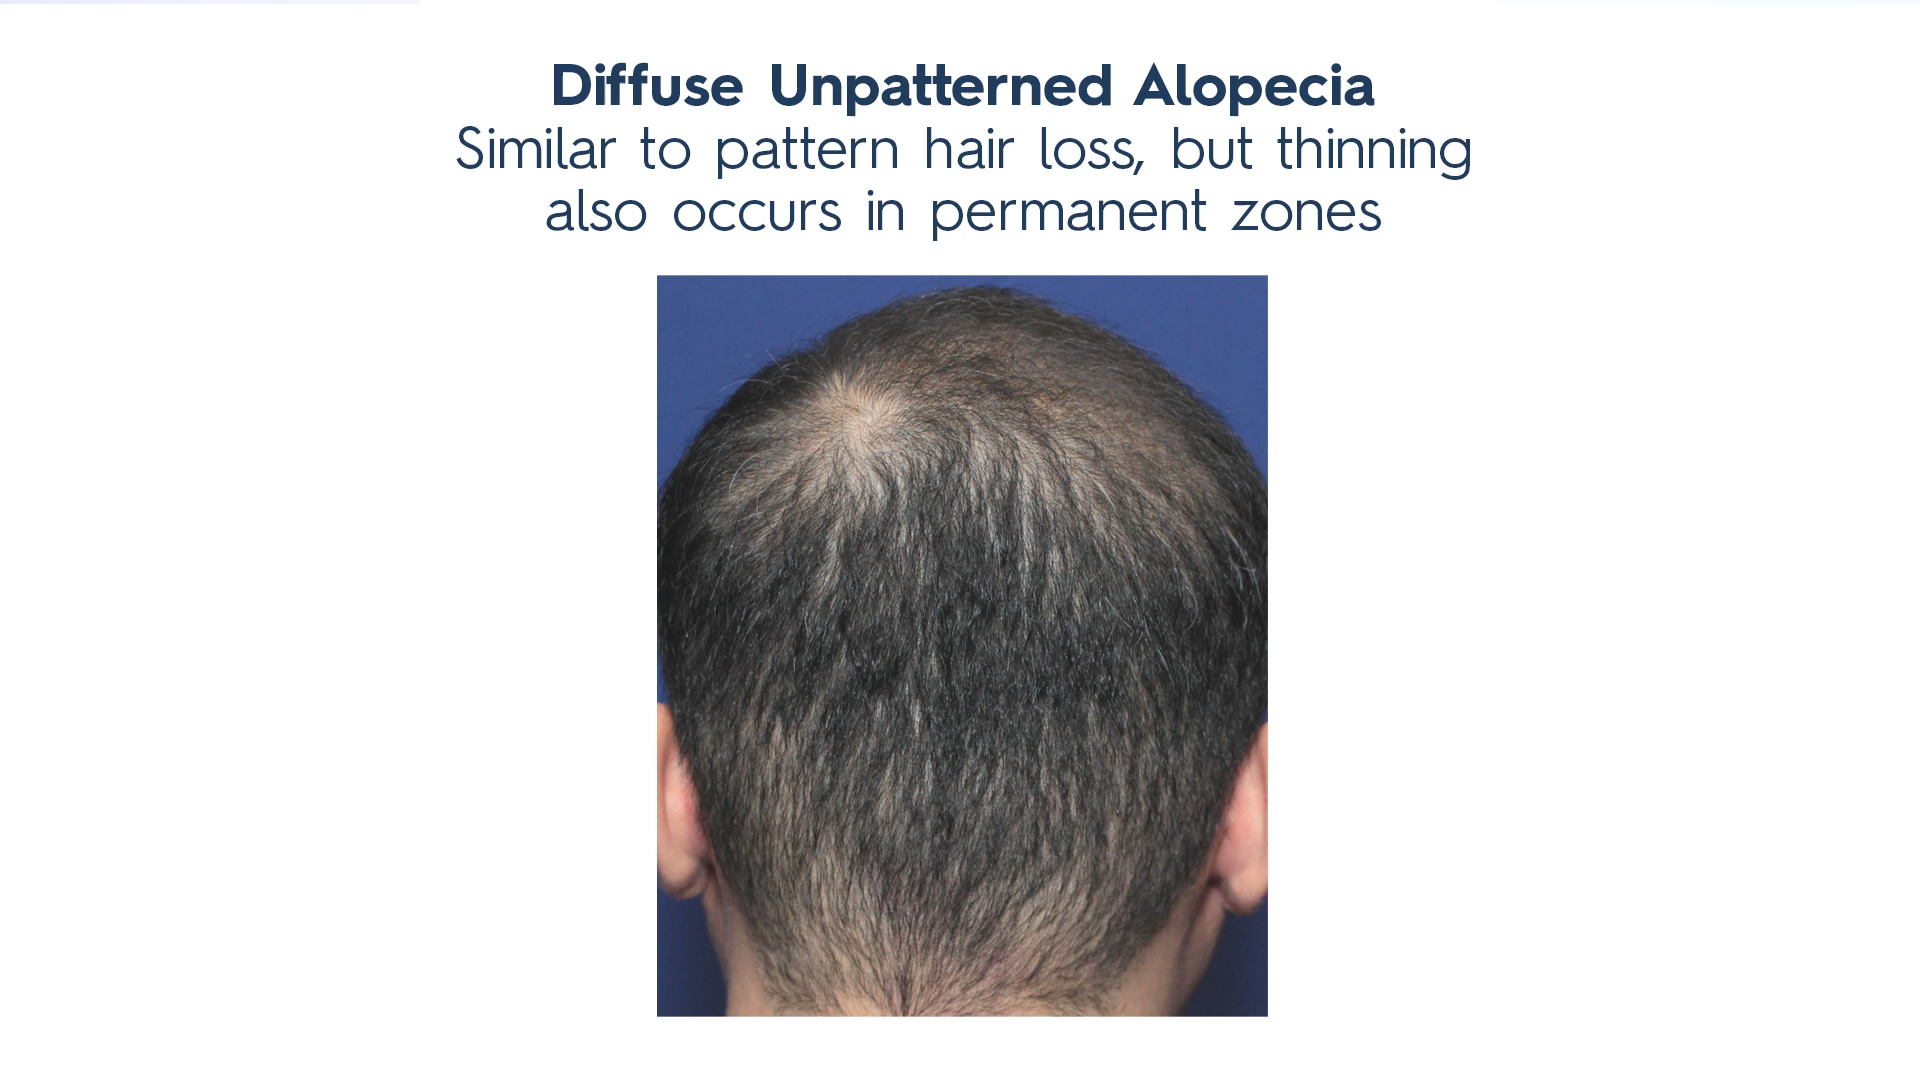 Diffuse Unpatterned Alopecia
Similar to pattern hair loss, but thinning
also occurs in permanent zones